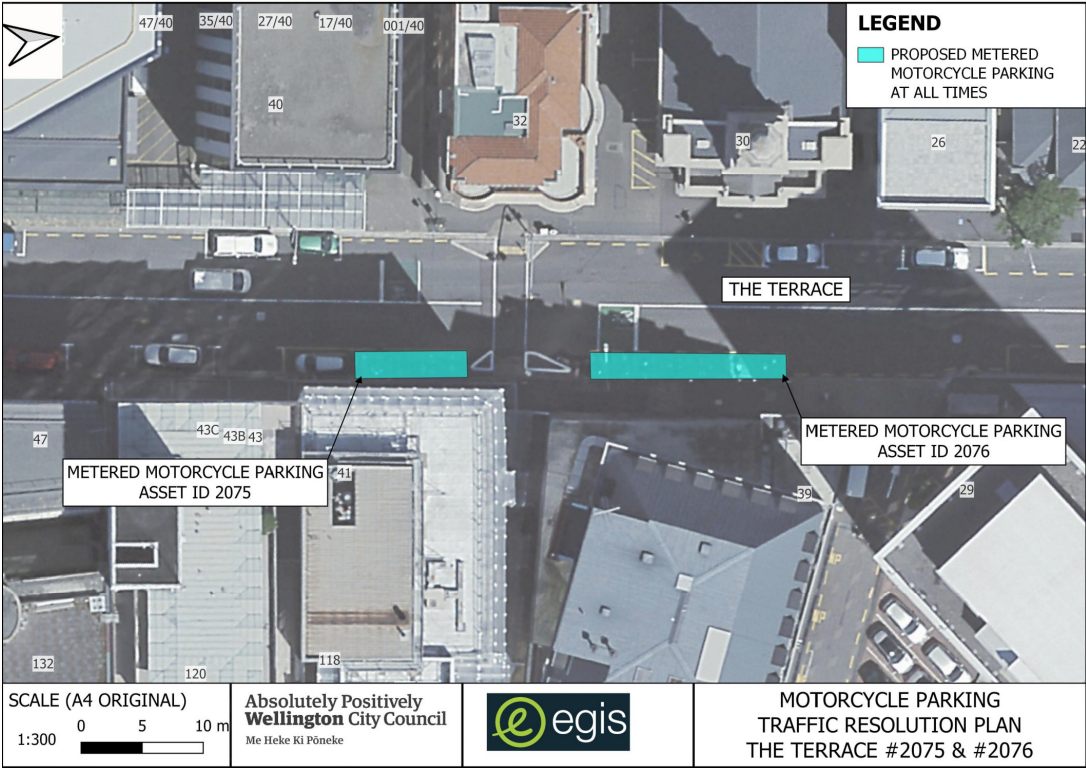 47/40
35/40
27/40
17/40
001/40
LEGEND
PROPOSED METERED
MOTORCYCLE PARKING
AT ALL TIMES
40
32
30
26
22
THE TERRACE
METERED MOTORCYCLE PARKING
ASSET ID 2076
47
43C
43B
43
METERED MOTORCYCLE PARKING
ASSET ID 2075
41
39
29
132
120
118
SCALE (A4 ORIGINAL)
1:300
0 5 10 m
Absolutely Positively
Wellington City Council
Me Heke Ki Pōneke
egis
MOTORCYCLE PARKING
TRAFFIC RESOLUTION PLAN
THE TERRACE #2075 & #2076